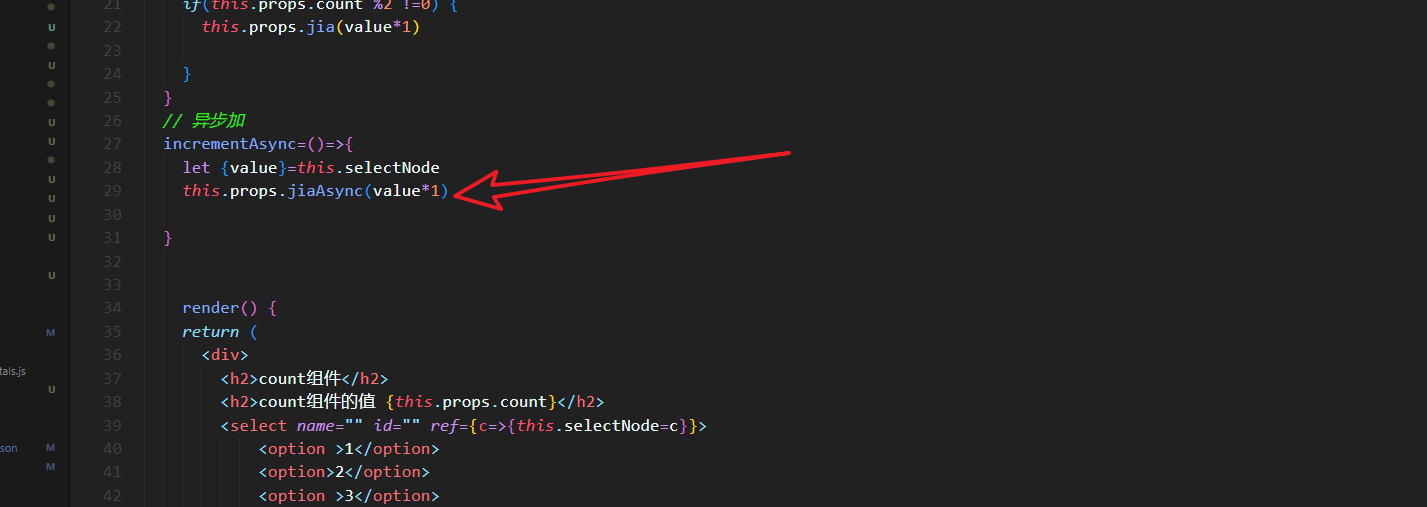 21 if(this.props.count %2 !=0) {
U 22 this.props.jia(value*1)
23
U
24 }
25 }
U 26 // 异步加
U 27 incrementAsync=()=>{
28 let {value}=this.selectNode
U 29 this.props.jiaAsync(value*1)
U 30
U
U 31 }
32
U 33
34 render() {
M 35 return (
36 <div>
tals.js 37 <h2>count组件</h2>
U 38 <h2>count组件的值 {this.props.count}</h2>
39 <select name="" id="" ref={c=>{this.selectNode=c}}>
son M 40 <option >1</option>
M 41 <option>2</option>
42 <option >3</option>